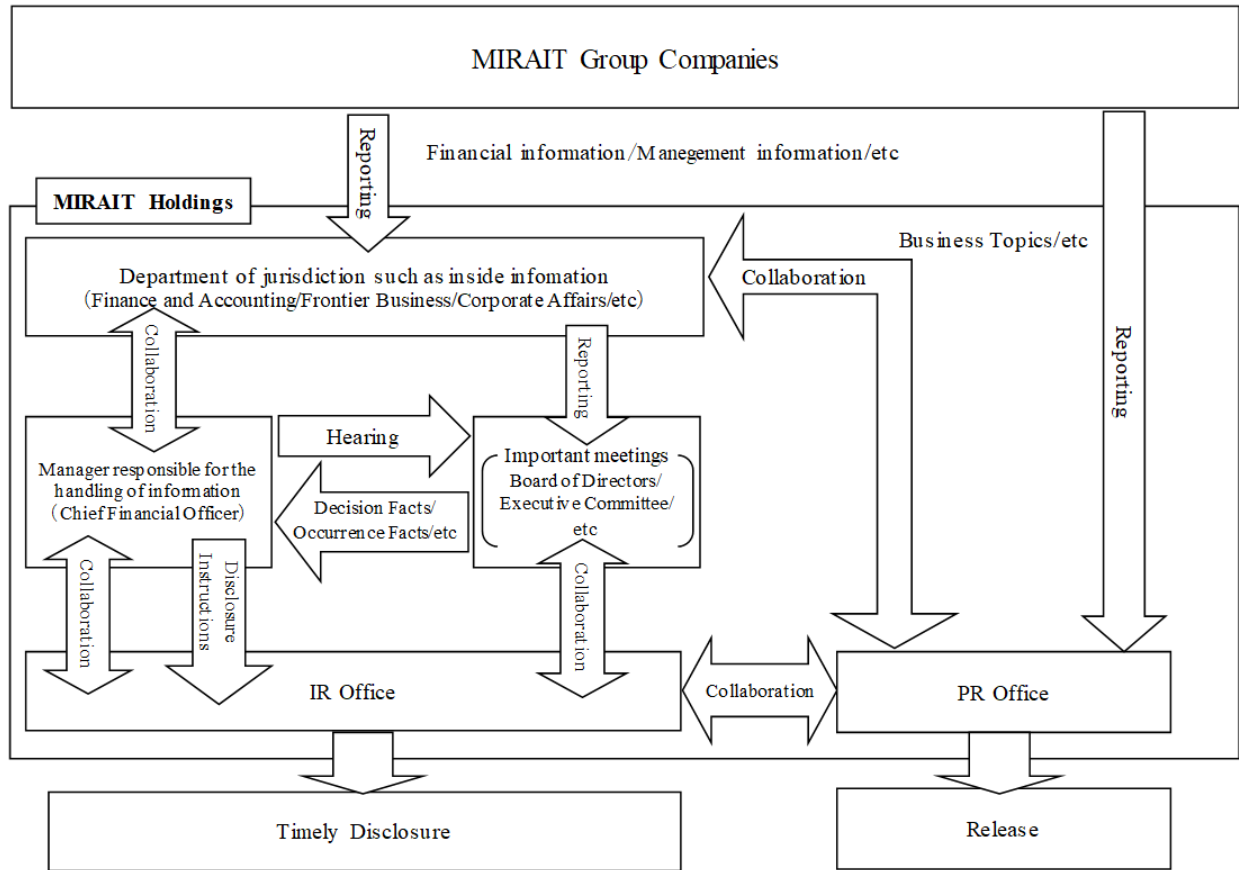 MIRAIT Group Companies
Reporting
Financial information/Manegement information/etc
MIRAIT Holdings
Business Topics/etc
Department of jurisdiction such as inside infomation
(Finance and Accounting/Frontier Business/Corporate Affairs/etc)
Collaboration
Reporting
Collaboration
Reporting
Hearing
Manager responsible for the
handling of information
(Chief Financial Officer)
Important meetings
Board of Directors/
Executive Committee/
etc
Decision Facts/
Occurrence Facts/etc
Collaboration
Disclosure
Instructions
Collaboration
IR Office
Collaboration
PR Office
Timely Disclosure
Release